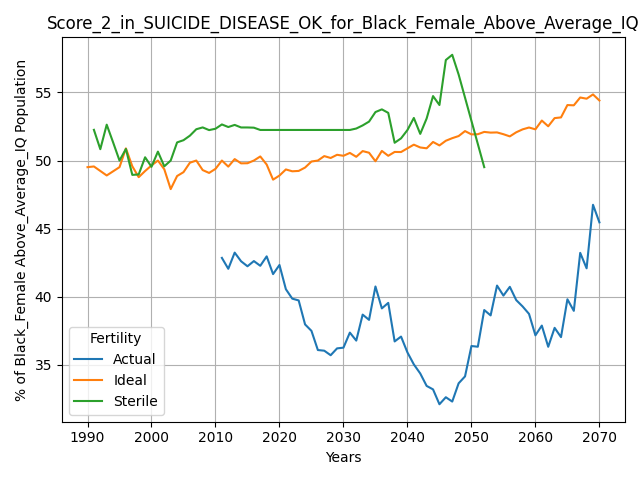 Score_2_in_SUICIDE_DISEASE_OK_for_Black_Female_Above_Average_IQ
% of Black_Female Above_Average_IQ Population
55
50
45
40
35
Fertility
Actual
Ideal
Sterile
1990 2000 2010 2020 2030 2040 2050 2060 2070
Years